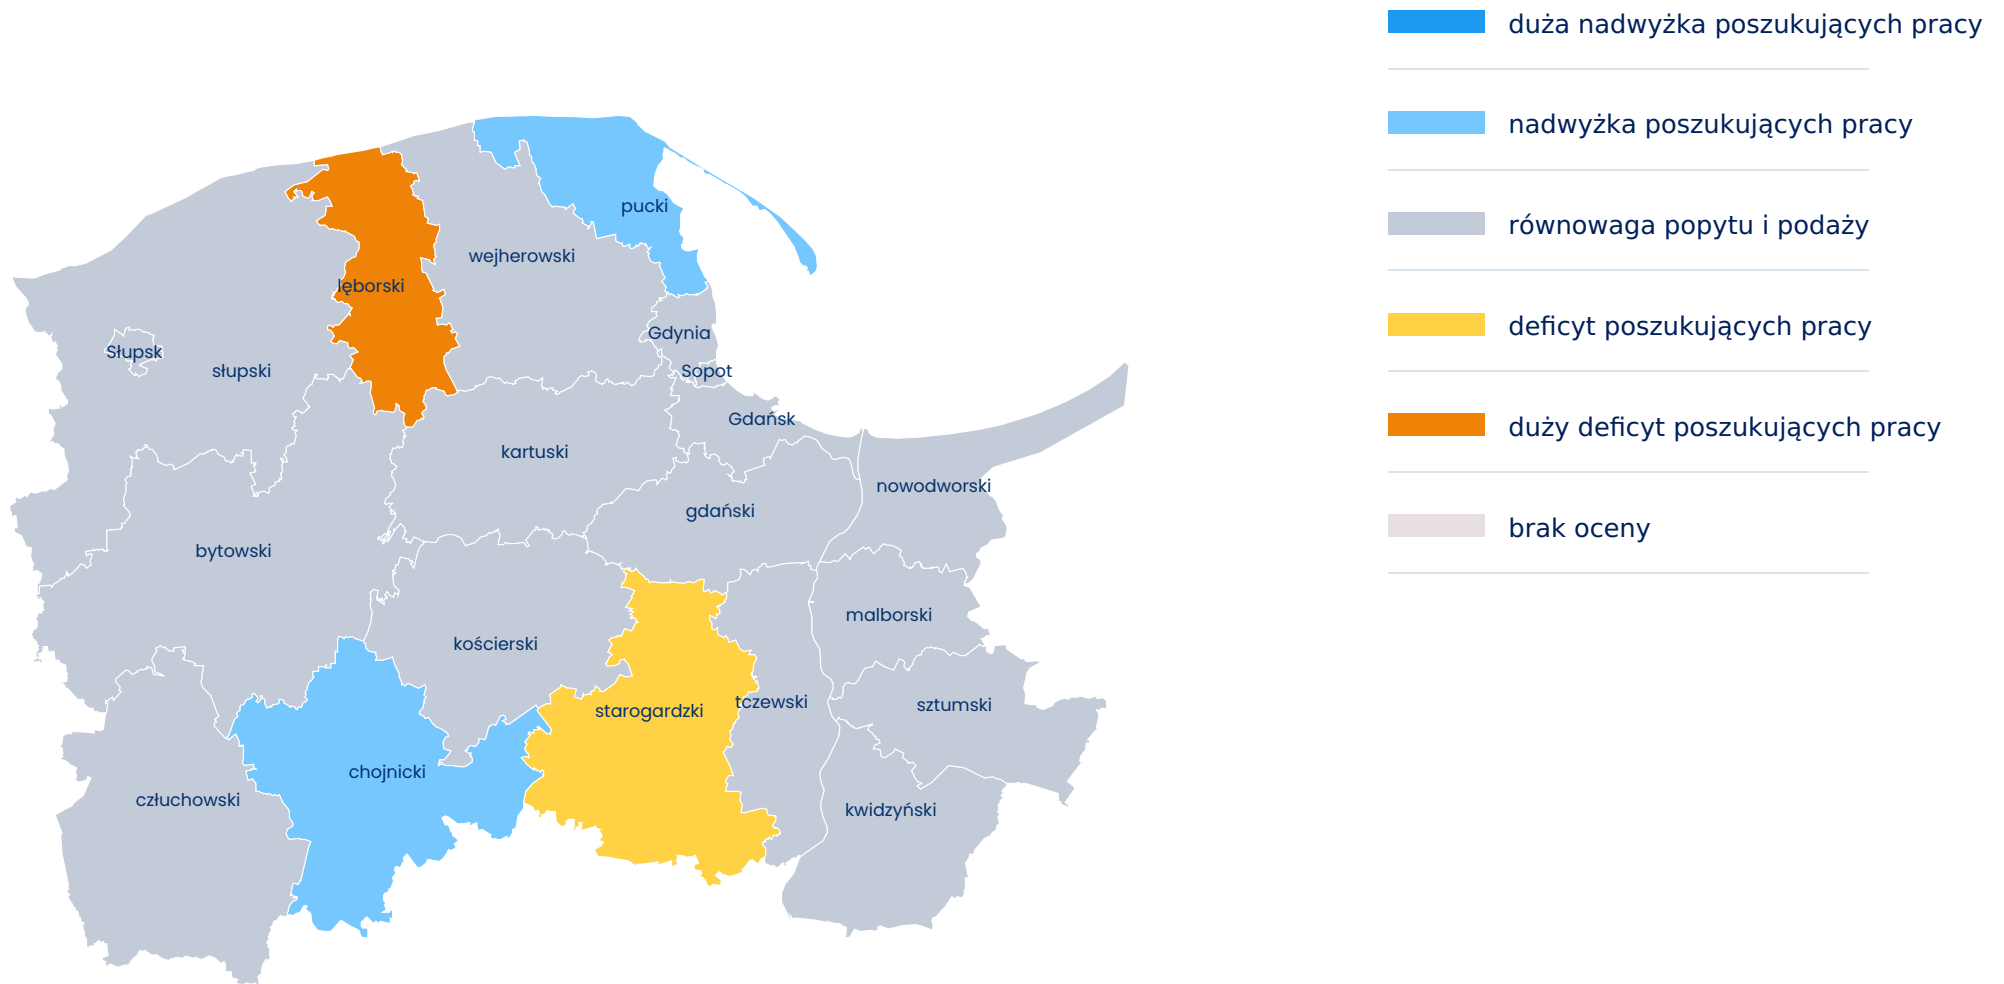 duża nadwyżka poszukujących pracy
nadwyżka poszukujących pracy
równowaga popytu i podaży
deficyt poszukujących pracy
duży deficyt poszukujących pracy
brak oceny
pucki
wejherowski
lęborski
Gdynia
Słupsk
słupski
Sopot
Gdańsk
kartuski
nowodworski
gdański
bytowski
malborski
kościerski
tczewski
sztumski
starogardzki
chojnicki
człuchowski
kwidzyński